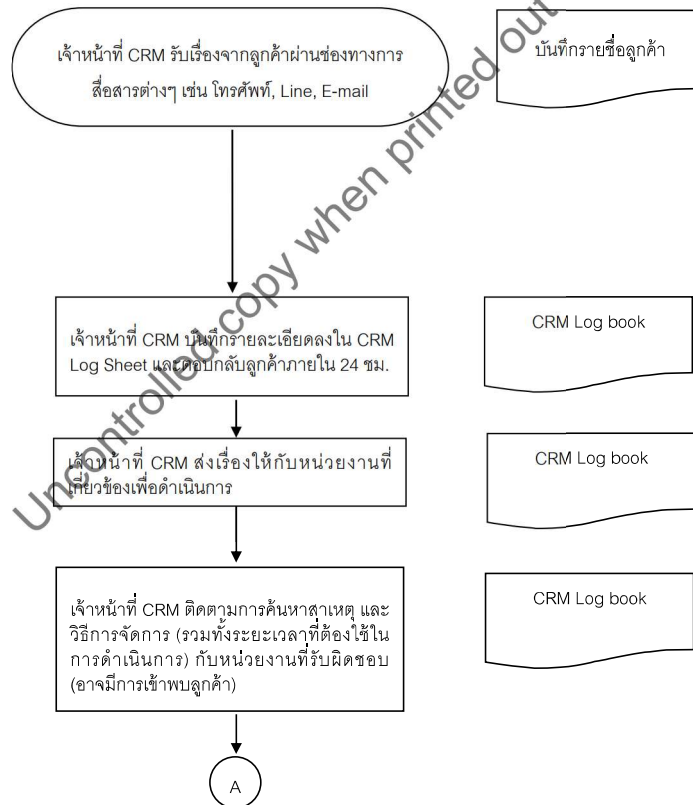 เจ้าหน้าที่ CRM รับเรื่องจากลูกค้าผ่านช่องทางการ
สื่อสารต่างๆ เช่น โทรศัพท์, Line, E-mail
บันทึกรายชื่อลูกค้า
เจ้าหน้าที่ CRM บันทึกรายละเอียดลงใน CRM
Log Sheet และตอบกลับลูกค้าภายใน 24 ชม.
CRM Log book
เจ้าหน้าที่ CRM ส่งเรื่องให้กับหน่วยงานที่
เกี่ยวข้องเพื่อดำเนินการ
CRM Log book
เจ้าหน้าที่ CRM ติดตามการค้นหาสาเหตุ และ
วิธีการจัดการ (รวมทั้งระยะเวลาที่ต้องใช้ใน
การดำเนินการ) กับหน่วยงานที่รับผิดชอบ
(อาจมีการเข้าพบลูกค้า)
CRM Log book
A
Uncontrolled copy when printed out